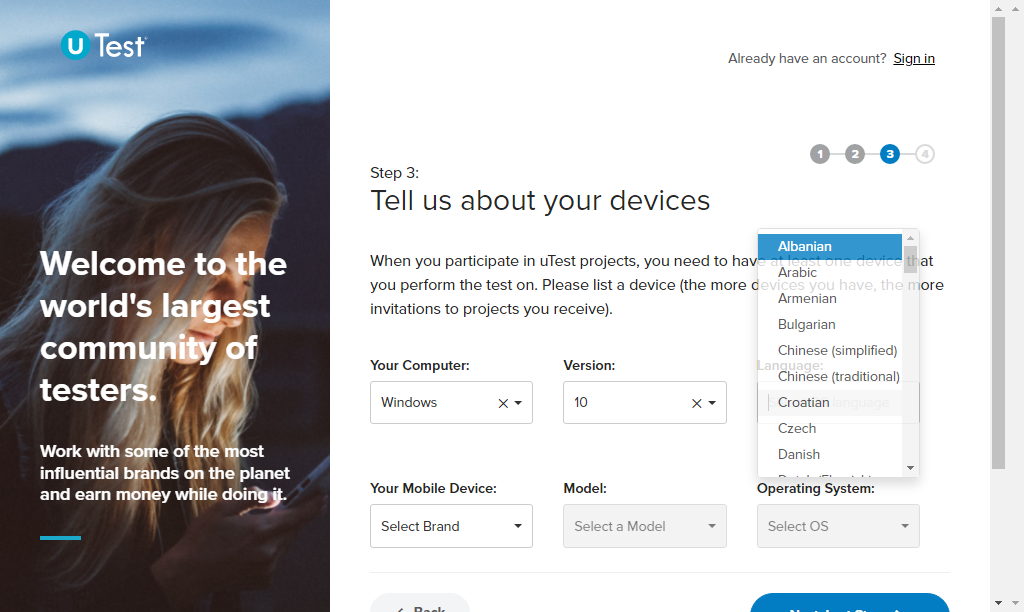 U Test
Already have an account? Sign in
1 2 3 4
Step 3:
Tell us about your devices
Welcome to the
world's largest
community of
testers.
Work with some of the most
influential brands on the planet
and earn money while doing it.
When you participate in uTest projects, you need to have at least one device that
you perform the test on. Please list a device (the more devices you have, the more
invitations to projects you receive).
Your Computer:
Windows
Version:
10
Language:
Albanian
Arabic
Armenian
Bulgarian
Chinese (simplified)
Chinese (traditional)
Croatian
Czech
Danish
Your Mobile Device:
Select Brand
Model:
Select a Model
Operating System:
Select OS
Back